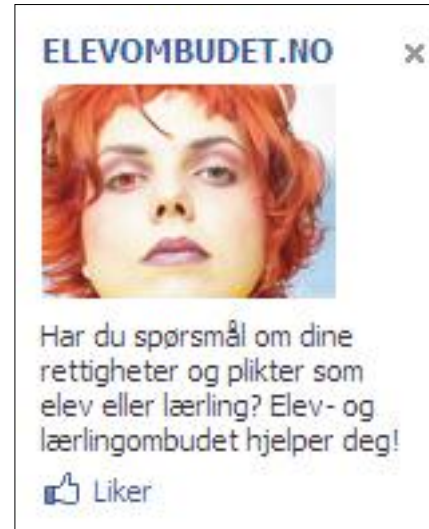 ELEVOMBUDET.NO
Har du spørsmål om dine
rettigheter og plikter som
elev eller lærling? Elev- og
lærlingombudet hjelper deg!
Liker